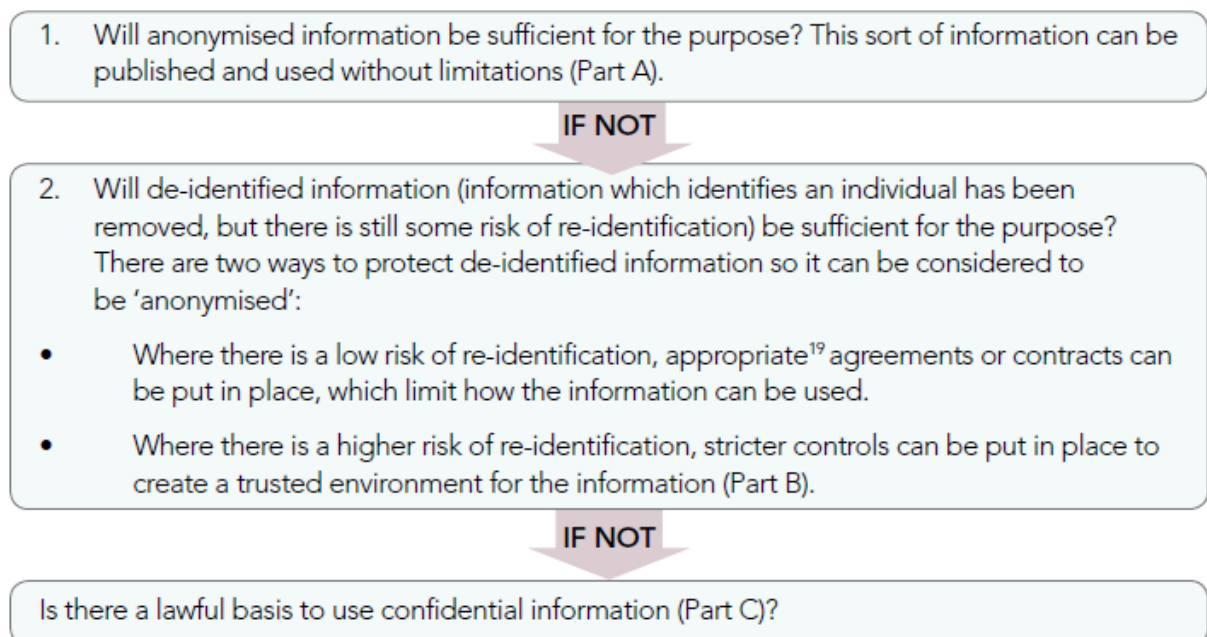 1. Will anonymised information be sufficient for the purpose? This sort of information can be
published and used without limitations (Part A).
IF NOT
2. Will de-identified information (information which identifies an individual has been
removed, but there is still some risk of re-identification) be sufficient for the purpose?
There are two ways to protect de-identified information so it can be considered to
be ‘anonymised’:
• Where there is a low risk of re-identification, appropriate¹⁹ agreements or contracts can
be put in place, which limit how the information can be used.
• Where there is a higher risk of re-identification, stricter controls can be put in place to
create a trusted environment for the information (Part B).
IF NOT
Is there a lawful basis to use confidential information (Part C)?